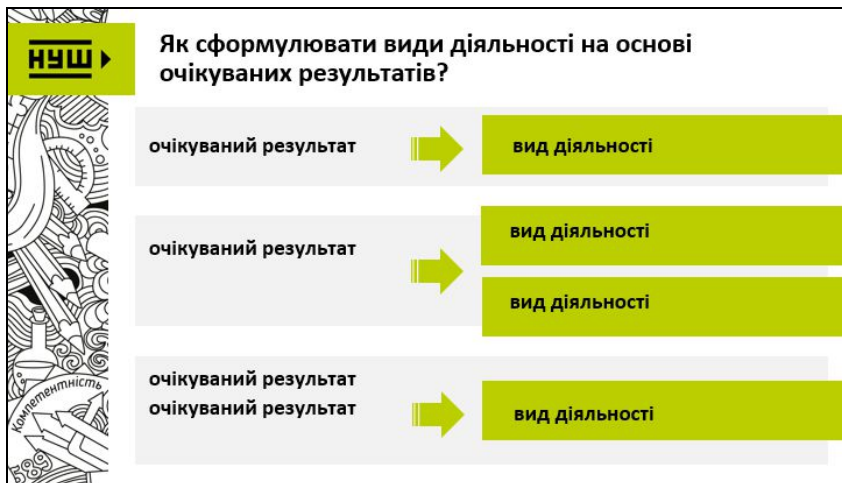 НУШ
Як сформулювати види діяльності на основі
очікуваних результатів?
очікуваний результат
вид діяльності
очікуваний результат
вид діяльності
вид діяльності
очікуваний результат
очікуваний результат
вид діяльності
Компетентність
589